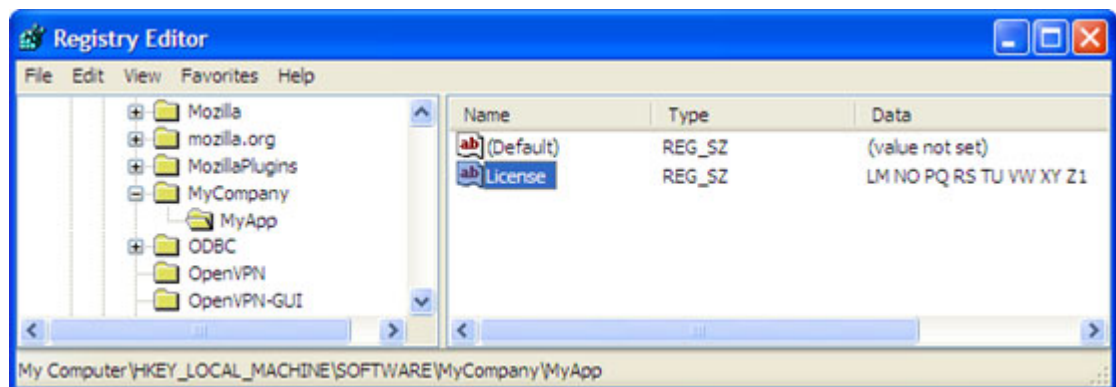 Registry Editor
File Edit View Favorites Help
Mozilla
mozilla.org
MozillaPlugins
MyCompany
MyApp
ODBC
OpenVPN
OpenVPN-GUI
Name Type Data
ab (Default) REG_SZ (value not set)
ab License REG_SZ LM NO PQ RS TU VW XY Z1
My Computer\HKEY_LOCAL_MACHINE\SOFTWARE\MyCompany\MyApp